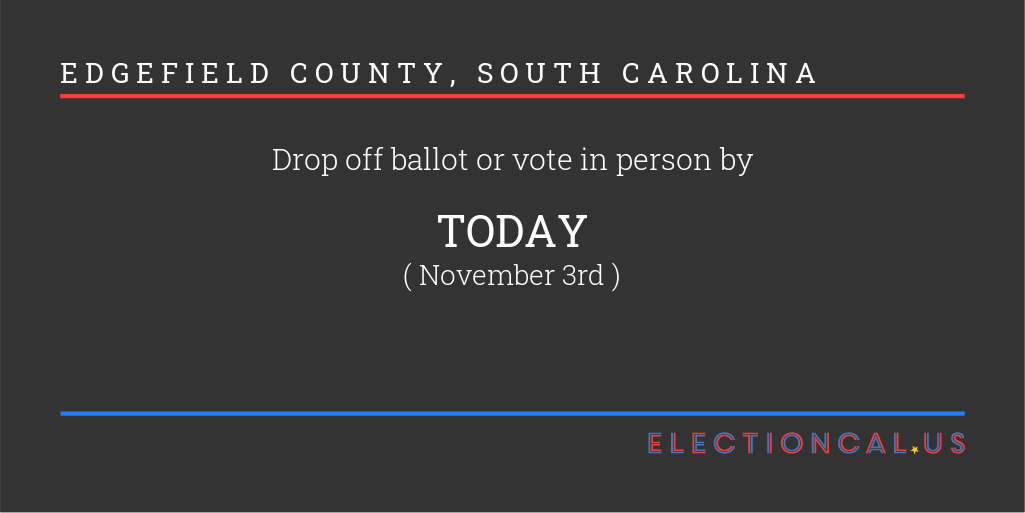 EDGEFIELD COUNTY, SOUTH CAROLINA
Drop off ballot or vote in person by
TODAY
( November 3rd )
ELECTIONCAL.US